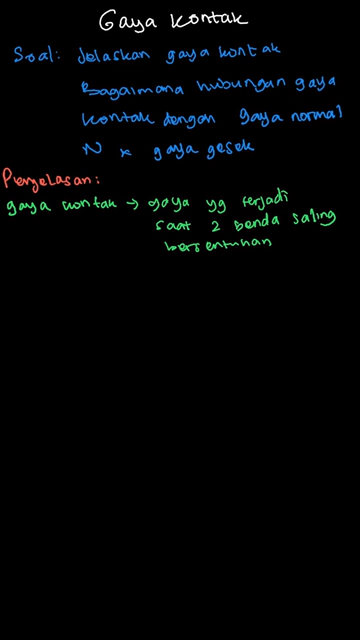 Gaya Kontak
Soal: Jelaskan gaya kontak
Bagaimana hubungan gaya
kontak dengan gaya normal
N x gaya gesek
Penjelasan:
gaya kontak → gaya yg terjadi
saat 2 benda saling
bersentuhan